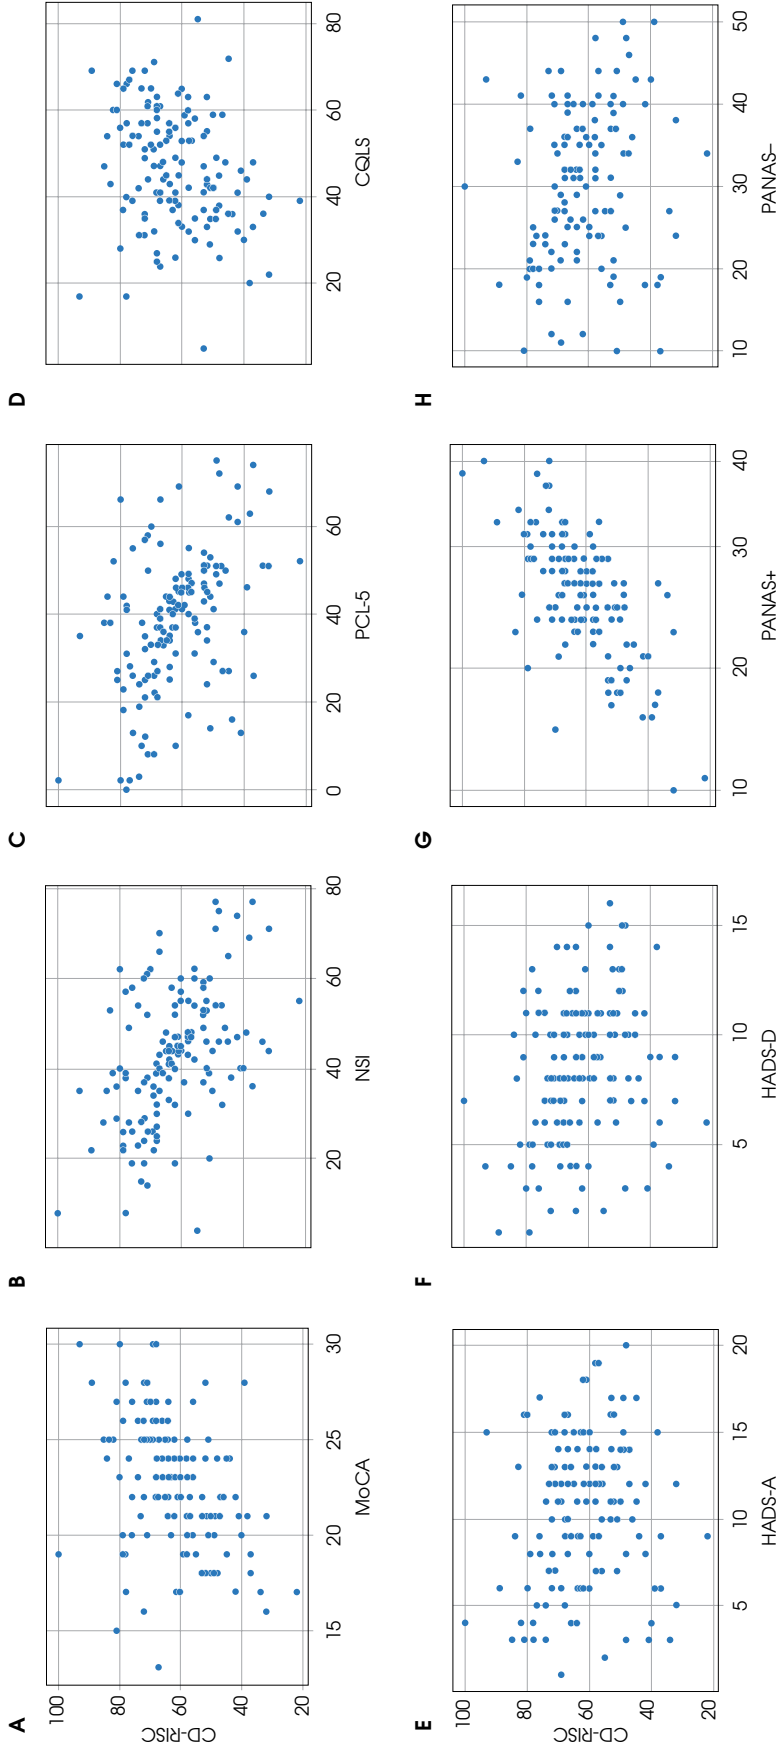 A
B
C
D
CD-RISC
100
80
60
40
20
15 20 25 30
20 40 60 80
0 20 40 60
20 40 60 80
MoCA
NSI
PCL-5
CQLS
E
F
G
H
CD-RISC
100
80
60
40
20
5 10 15 20
5 10 15
10 20 30 40
10 20 30 40 50
HADS-A
HADS-D
PANAS+
PANAS–